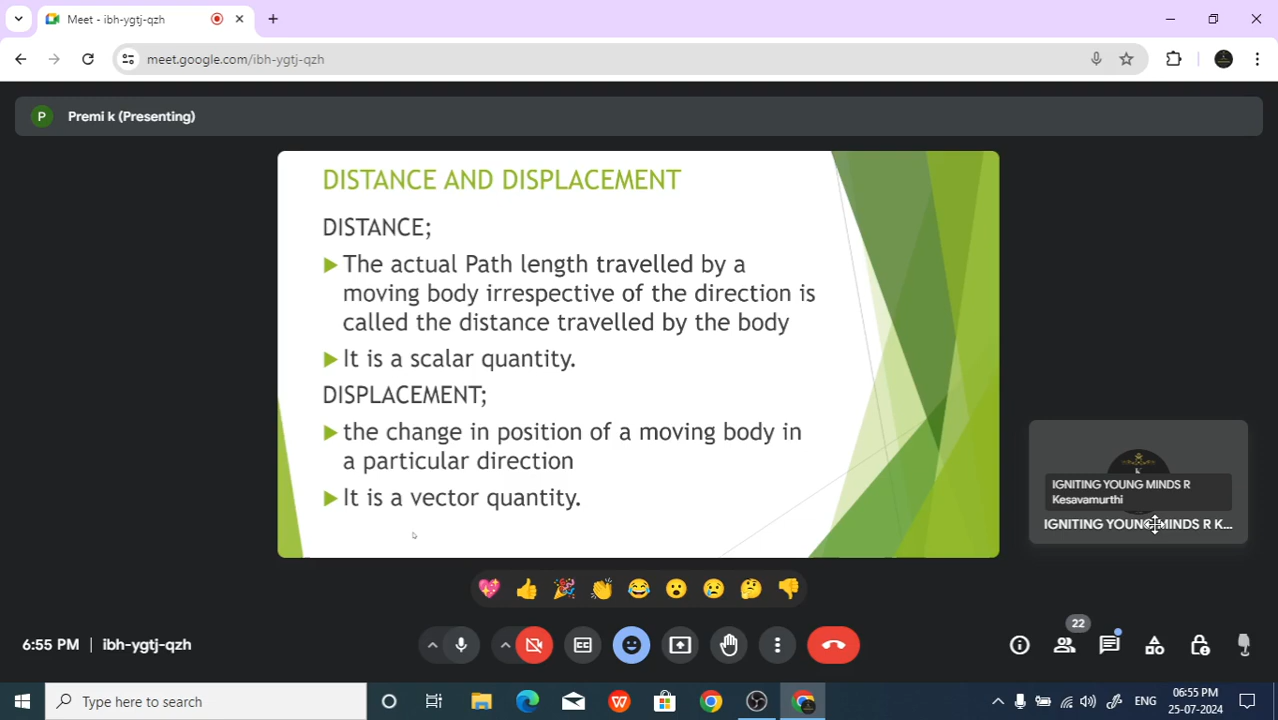 Meet - ibh-ygtj-qzh
meet.google.com/ibh-ygtj-qzh
P Premi k (Presenting)
DISTANCE AND DISPLACEMENT
DISTANCE;
The actual Path length travelled by a
moving body irrespective of the direction is
called the distance travelled by the body
It is a scalar quantity.
DISPLACEMENT;
the change in position of a moving body in
a particular direction
It is a vector quantity.
IGNITING YOUNG MINDS R
Kesavamurthi
IGNITING YOUNG MINDS R K...
22
6:55 PM | ibh-ygtj-qzh
Type here to search
W
ENG
06:55 PM
25-07-2024